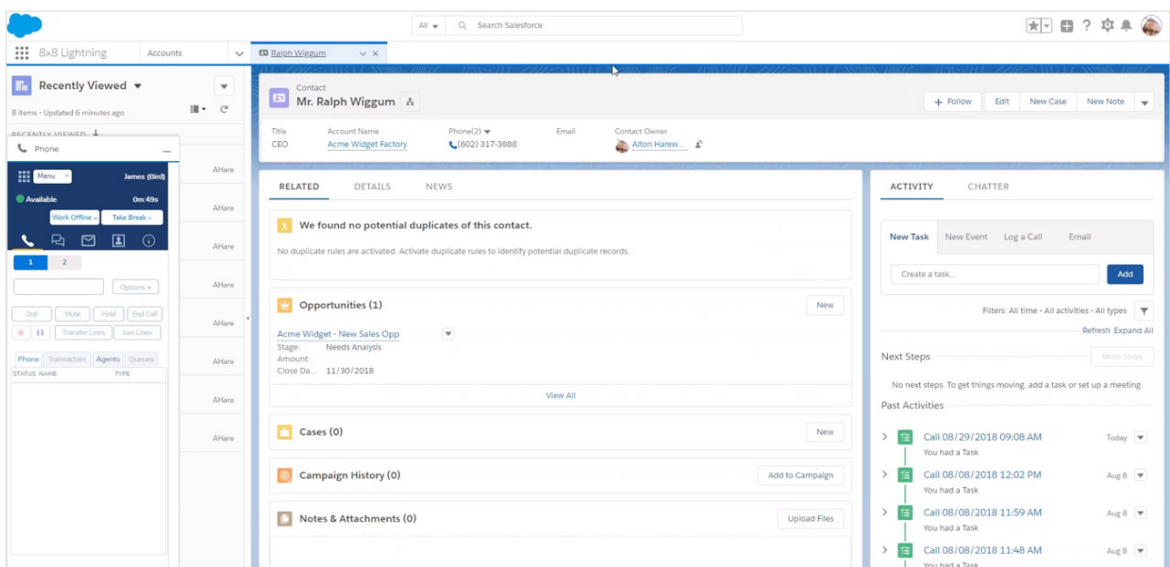 All
Search Salesforce
8x8 Lightning
Accounts
Ralph Wiggum
Recently Viewed
8 items • Updated 6 minutes ago
RECENTLY VIEWED
Phone
Menu
James (Bird)
Available
0m:49s
Work Offline
Take Break
1
2
Options
Dial
Mute
Hold
End Call
Transfer Lines
Join Lines
Phone
Transaction
Agents
Queues
STATUS NAME
TYPE
AHare
AHare
AHare
AHare
AHare
AHare
AHare
AHare
Contact
Mr. Ralph Wiggum
Follow
Edit
New Case
New Note
Title
CEO
Account Name
Acme Widget Factory
Phone(2)
(602) 317-3888
Email
Contact Owner
Alton Harew...
RELATED
DETAILS
NEWS
We found no potential duplicates of this contact.
No duplicate rules are activated. Activate duplicate rules to identify potential duplicate records.
Opportunities (1)
New
Acme Widget - New Sales Opp
Stage: Needs Analysis
Amount:
Close Da... 11/30/2018
View All
Cases (0)
New
Campaign History (0)
Add to Campaign
Notes & Attachments (0)
Upload Files
ACTIVITY
CHATTER
New Task
New Event
Log a Call
Email
Create a task...
Add
Filters: All time • All activities • All types
Refresh Expand All
Next Steps
More Steps
No next steps. To get things moving, add a task or set up a meeting.
Past Activities
Call 08/29/2018 09:08 AM
Today
You had a Task
Call 08/08/2018 12:02 PM
Aug 8
You had a Task
Call 08/08/2018 11:59 AM
Aug 8
You had a Task
Call 08/08/2018 11:48 AM
Aug 8
You had a Task